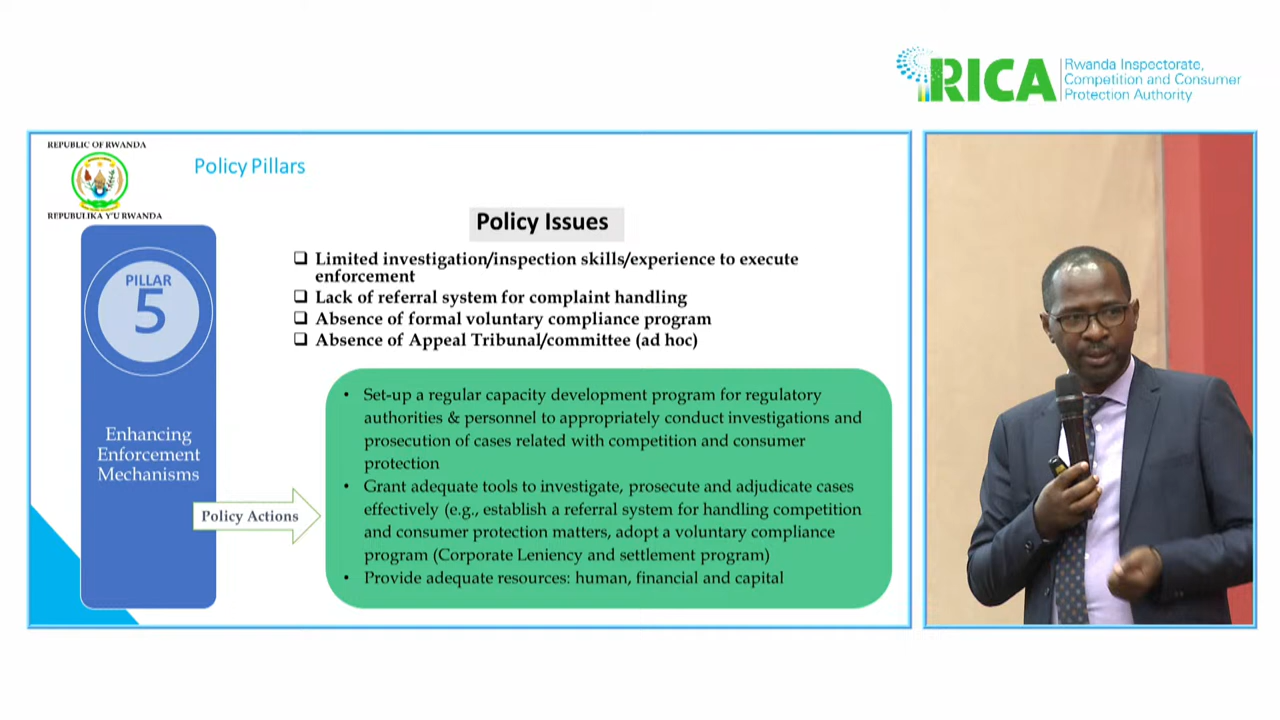 RICA
Rwanda Inspectorate,
Competition and Consumer
Protection Authority
REPUBLIC OF RWANDA
REPUBULIKA Y'U RWANDA
Policy Pillars
PILLAR
5
Enhancing
Enforcement
Mechanisms
Policy Issues
❑ Limited investigation/inspection skills/experience to execute
enforcement
❑ Lack of referral system for complaint handling
❑ Absence of formal voluntary compliance program
❑ Absence of Appeal Tribunal/committee (ad hoc)
Policy Actions
• Set-up a regular capacity development program for regulatory
authorities & personnel to appropriately conduct investigations and
prosecution of cases related with competition and consumer
protection
• Grant adequate tools to investigate, prosecute and adjudicate cases
effectively (e.g., establish a referral system for handling competition
and consumer protection matters, adopt a voluntary compliance
program (Corporate Leniency and settlement program)
• Provide adequate resources: human, financial and capital